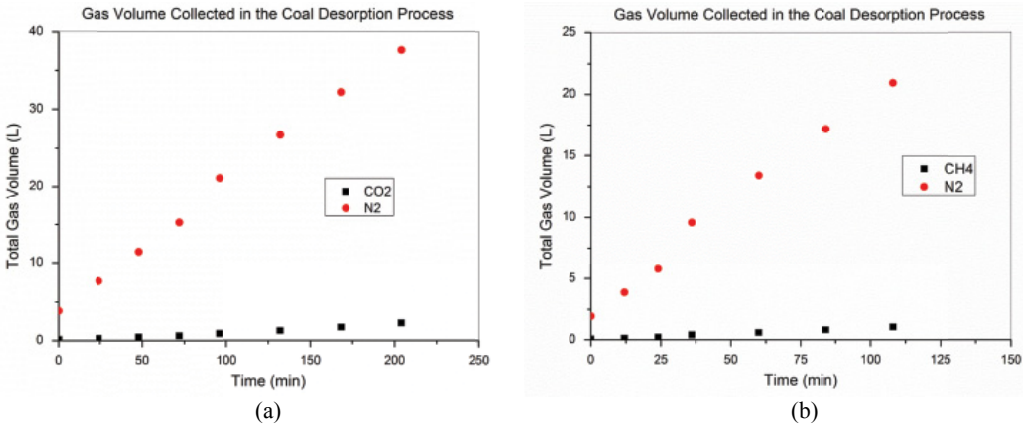 Gas Volume Collected in the Coal Desorption Process
40
30
20
10
0
Total Gas Volume (L)
CO2
N2
0 50 100 150 200 250
Time (min)
(a)
Gas Volume Collected in the Coal Desorption Process
25
20
15
10
5
0
Total Gas Volume (L)
CH4
N2
0 25 50 75 100 125 150
Time (min)
(b)